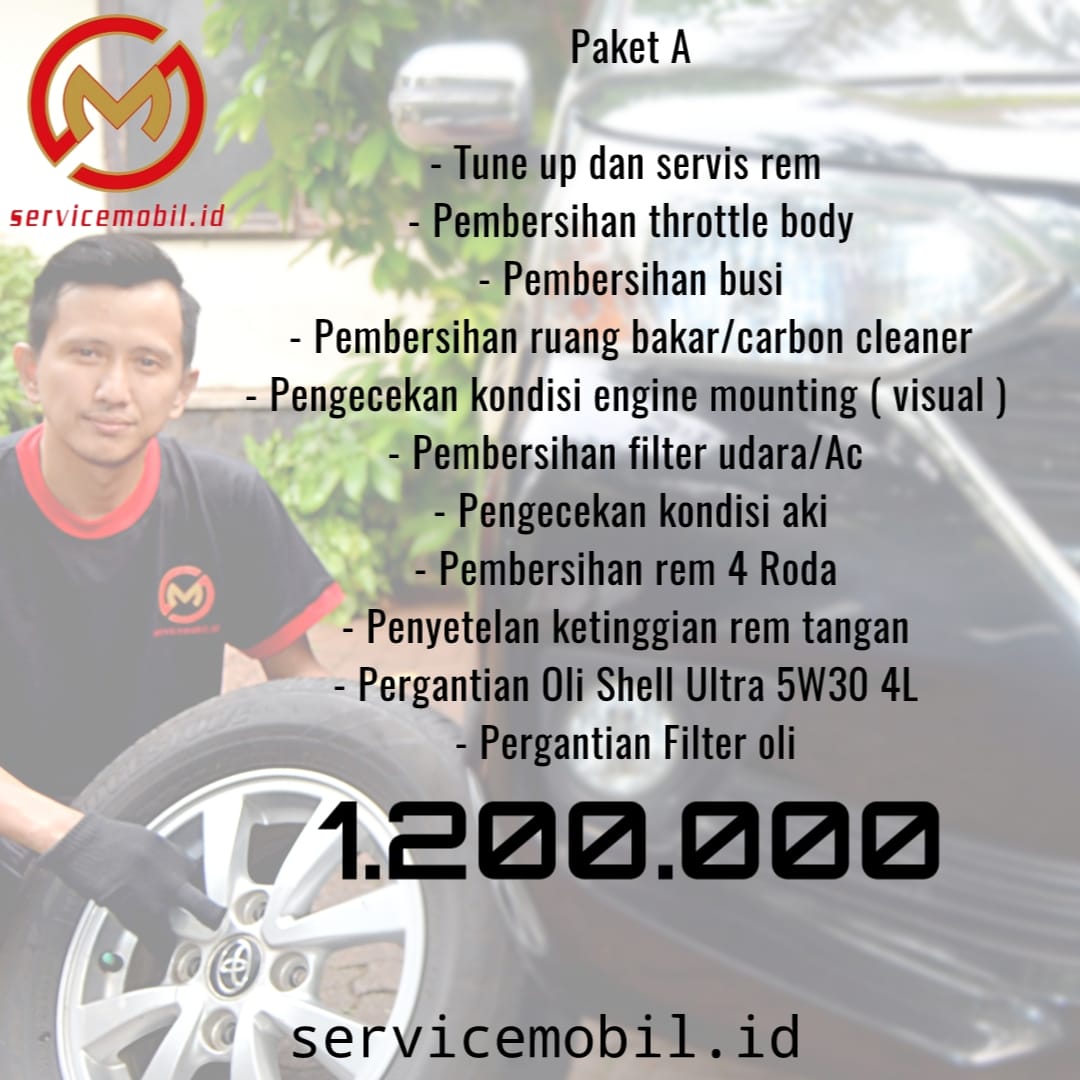 Paket A
servicemobil.id
- Tune up dan servis rem
- Pembersihan throttle body
- Pembersihan busi
- Pembersihan ruang bakar/carbon cleaner
- Pengecekan kondisi engine mounting ( visual )
- Pembersihan filter udara/Ac
- Pengecekan kondisi aki
- Pembersihan rem 4 Roda
- Penyetelan ketinggian rem tangan
- Pergantian Oli Shell Ultra 5W30 4L
- Pergantian Filter oli
1.200.000
servicemobil.id